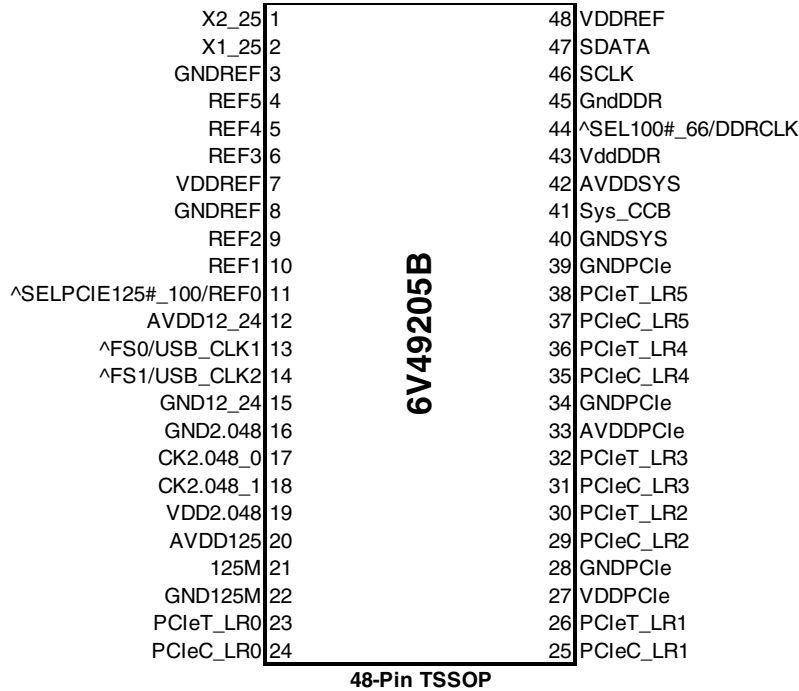 X2_25 1 48 VDDREF
X1_25 2 47 SDATA
GNDREF 3 46 SCLK
REF5 4 45 GndDDR
REF4 5 44 ^SEL100#_66/DDRCLK
REF3 6 43 VddDDR
VDDREF 7 42 AVDDSYS
GNDREF 8 41 Sys_CCB
REF2 9 40 GNDSYS
REF1 10 39 GNDPCIe
^SELPCIE125#_100/REF0 11 38 PCIeT_LR5
AVDD12_24 12 37 PCIeC_LR5
^FS0/USB_CLK1 13 36 PCIeT_LR4
^FS1/USB_CLK2 14 35 PCIeC_LR4
GND12_24 15 34 GNDPCIe
GND2.048 16 33 AVDDPCIe
CK2.048_0 17 32 PCIeT_LR3
CK2.048_1 18 31 PCIeC_LR3
VDD2.048 19 30 PCIeT_LR2
AVDD125 20 29 PCIeC_LR2
125M 21 28 GNDPCIe
GND125M 22 27 VDDPCIe
PCIeT_LR0 23 26 PCIeT_LR1
PCIeC_LR0 24 25 PCIeC_LR1
6V49205B
48-Pin TSSOP